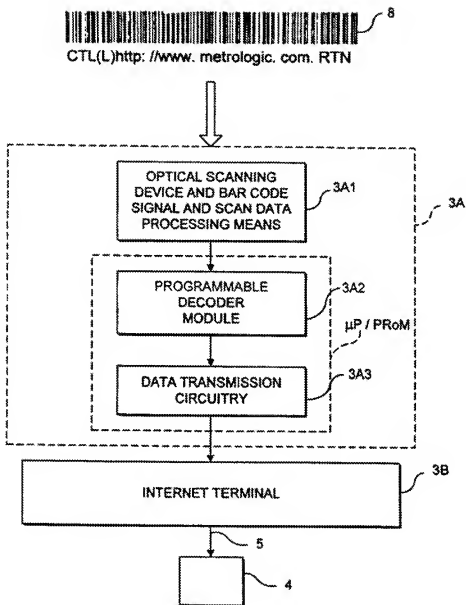 8
CTL(L)http: //www. metrologic. com. RTN
OPTICAL SCANNING
DEVICE AND BAR CODE
SIGNAL AND SCAN DATA
PROCESSING MEANS
3A1
3A
PROGRAMMABLE
DECODER
MODULE
3A2
µP / PRoM
DATA TRANSMISSION
CIRCUITRY
3A3
INTERNET TERMINAL
3B
5
4